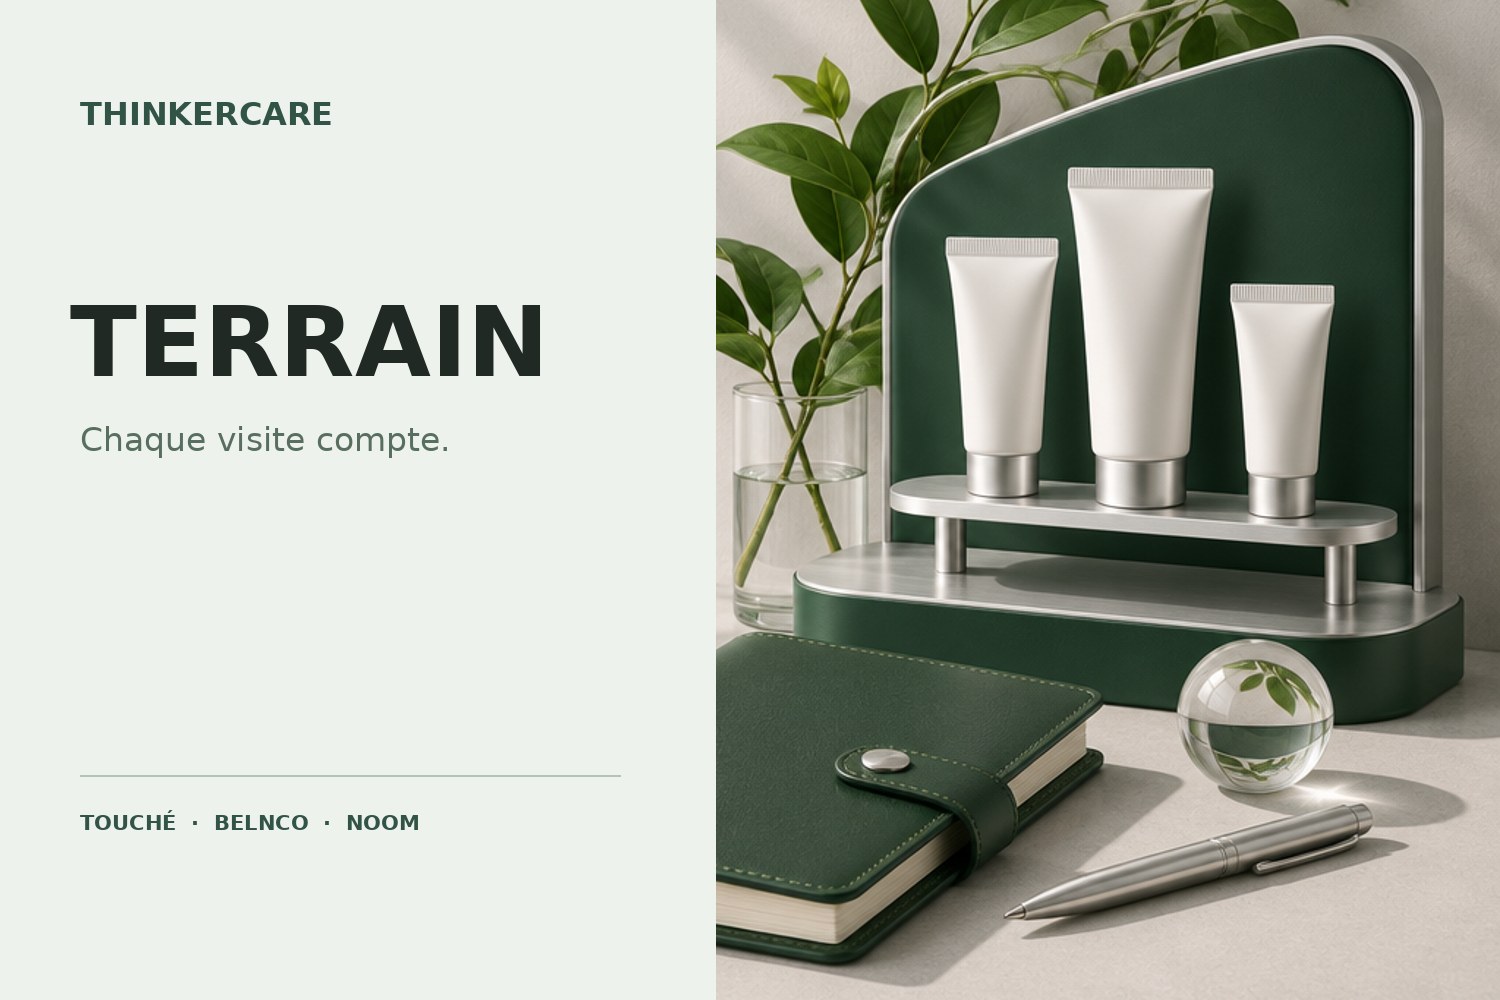 THINKERCARE
TERRAIN
Chaque visite compte.
TOUCHÉ · BELNCO · NOOM